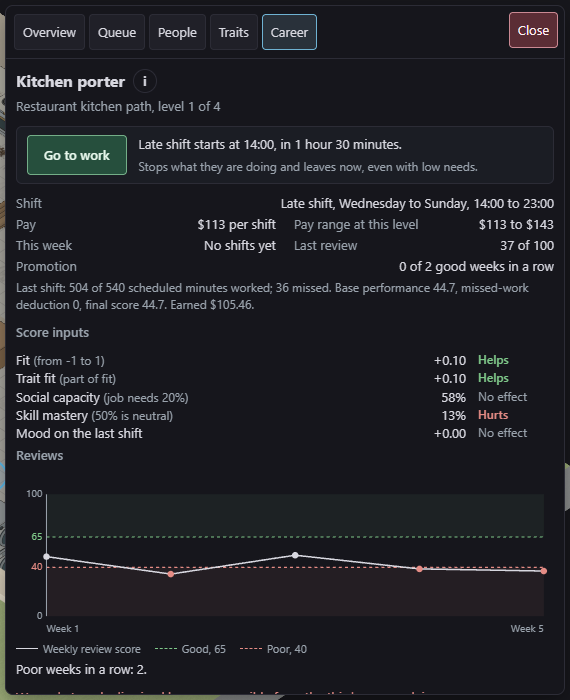 Overview Queue People Traits Career Close
Kitchen porter i
Restaurant kitchen path, level 1 of 4
Go to work
Late shift starts at 14:00, in 1 hour 30 minutes.
Stops what they are doing and leaves now, even with low needs.
Shift Late shift, Wednesday to Sunday, 14:00 to 23:00
Pay $113 per shift Pay range at this level $113 to $143
This week No shifts yet Last review 37 of 100
Promotion 0 of 2 good weeks in a row
Last shift: 504 of 540 scheduled minutes worked; 36 missed. Base performance 44.7, missed-work
deduction 0, final score 44.7. Earned $105.46.
Score inputs
Fit (from -1 to 1) +0.10 Helps
Trait fit (part of fit) +0.10 Helps
Social capacity (job needs 20%) 58% No effect
Skill mastery (50% is neutral) 13% Hurts
Mood on the last shift +0.00 No effect
Reviews
100
65
40
0
Week 1 Week 5
Weekly review score Good, 65 Poor, 40
Poor weeks in a row: 2.